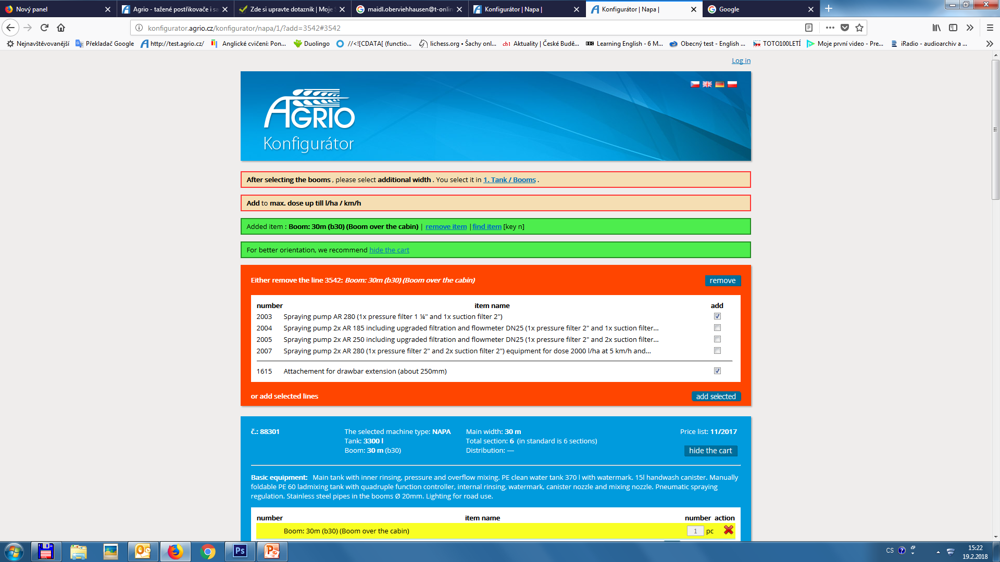 Nový panel
Agrio - tažené postřikovače i sa
Zde si upravte dotazník | Moje S
maidl.oberviehhausen@t-onlin
Konfigurátor | Napa |
Konfigurátor | Napa |
Google
konfigurator.agrio.cz/konfigurator/napa/1/?add=3542#3542
Nejnavštěvovanější
Překladač Google
http://test.agrio.cz/
Anglické cvičení: Pon...
Duolingo
//<![CDATA[ (functio...
lichess.org • Šachy onl...
cb1 Aktuality | České Budě...
BBC Learning English - 6 M...
Obecný test - English ...
TOTO100LETÍ
Moje první video - Pre...
iRadio - audioarchiv a ...
Log in
AGRIO
Konfigurátor
After selecting the booms , please select additional width . You select it in 1. Tank / Booms .
Add to max. dose up till l/ha / km/h
Added item : Boom: 30m (b30) (Boom over the cabin) | remove item |find item [key n]
For better orientation, we recommend hide the cart
Either remove the line 3542: Boom: 30m (b30) (Boom over the cabin) remove
number item name add
2003 Spraying pump AR 280 (1x pressure filter 1 ¼" and 1x suction filter 2")
2004 Spraying pump 2x AR 185 including upgraded filtration and flowmeter DN25 (1x pressure filter 2" and 1x suction filter...
2005 Spraying pump 2x AR 250 including upgraded filtration and flowmeter DN25 (1x pressure filter 2" and 2x suction filter...
2007 Spraying pump 2x AR 280 (1x pressure filter 2" and 2x suction filter 2") equipment for dose 2000 l/ha at 5 km/h and...
1615 Attachement for drawbar extension (about 250mm)
or add selected lines add selected
č.: 88301 The selected machine type: NAPA Main width: 30 m Price list: 11/2017
Tank: 3300 l Total section: 6 (in standard is 6 sections)
Boom: 30 m (b30) Distribution: — hide the cart
Basic equipment: Main tank with inner rinsing, pressure and overflow mixing. PE clean water tank 370 l with watermark. 15l handwash canister. Manually
foldable PE 60 ladmixing tank with quadruple function controller, internal rinsing, watermark, canister nozzle and mixing nozzle. Pneumatic spraying
regulation. Stainless steel pipes in the booms Ø 20mm. Lighting for road use.
number item name number action
Boom: 30m (b30) (Boom over the cabin) 1 pc
Ps
CS
15:22
19.2.2018